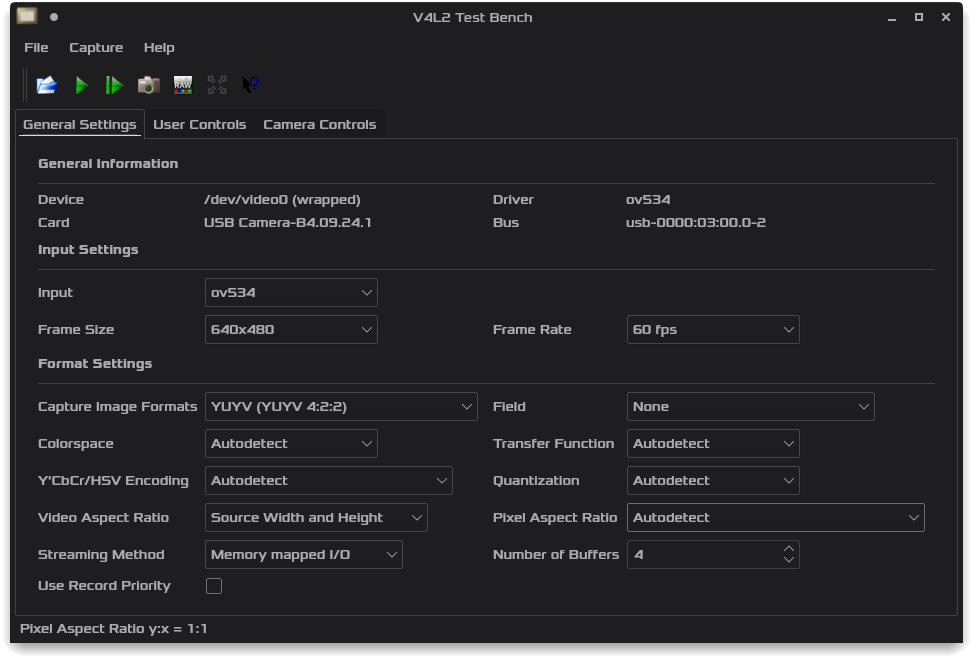 V4L2 Test Bench
File Capture Help
RAW
General Settings User Controls Camera Controls
General Information
Device /dev/video0 (wrapped) Driver ov534
Card USB Camera-B4.09.24.1 Bus usb-0000:03:00.0-2
Input Settings
Input ov534
Frame Size 640x480 Frame Rate 60 fps
Format Settings
Capture Image Formats YUYV (YUYV 4:2:2) Field None
Colorspace Autodetect Transfer Function Autodetect
Y'CbCr/HSV Encoding Autodetect Quantization Autodetect
Video Aspect Ratio Source Width and Height Pixel Aspect Ratio Autodetect
Streaming Method Memory mapped I/O Number of Buffers 4
Use Record Priority
Pixel Aspect Ratio y:x = 1:1